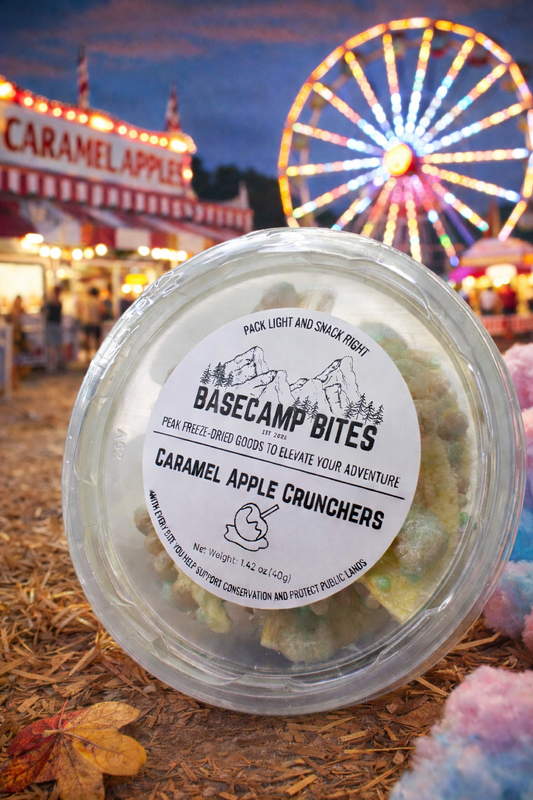 CARAMEL APPLES
PACK LIGHT AND SNACK RIGHT
BASECAMP BITES
EST 2025
PEAK FREEZE-DRIED GOODS TO ELEVATE YOUR ADVENTURE
CARAMEL APPLE CRUNCHERS
Net Weight: 1.42 oz (40g)
WITH EVERY BITE YOU HELP SUPPORT CONSERVATION AND PROTECT PUBLIC LANDS